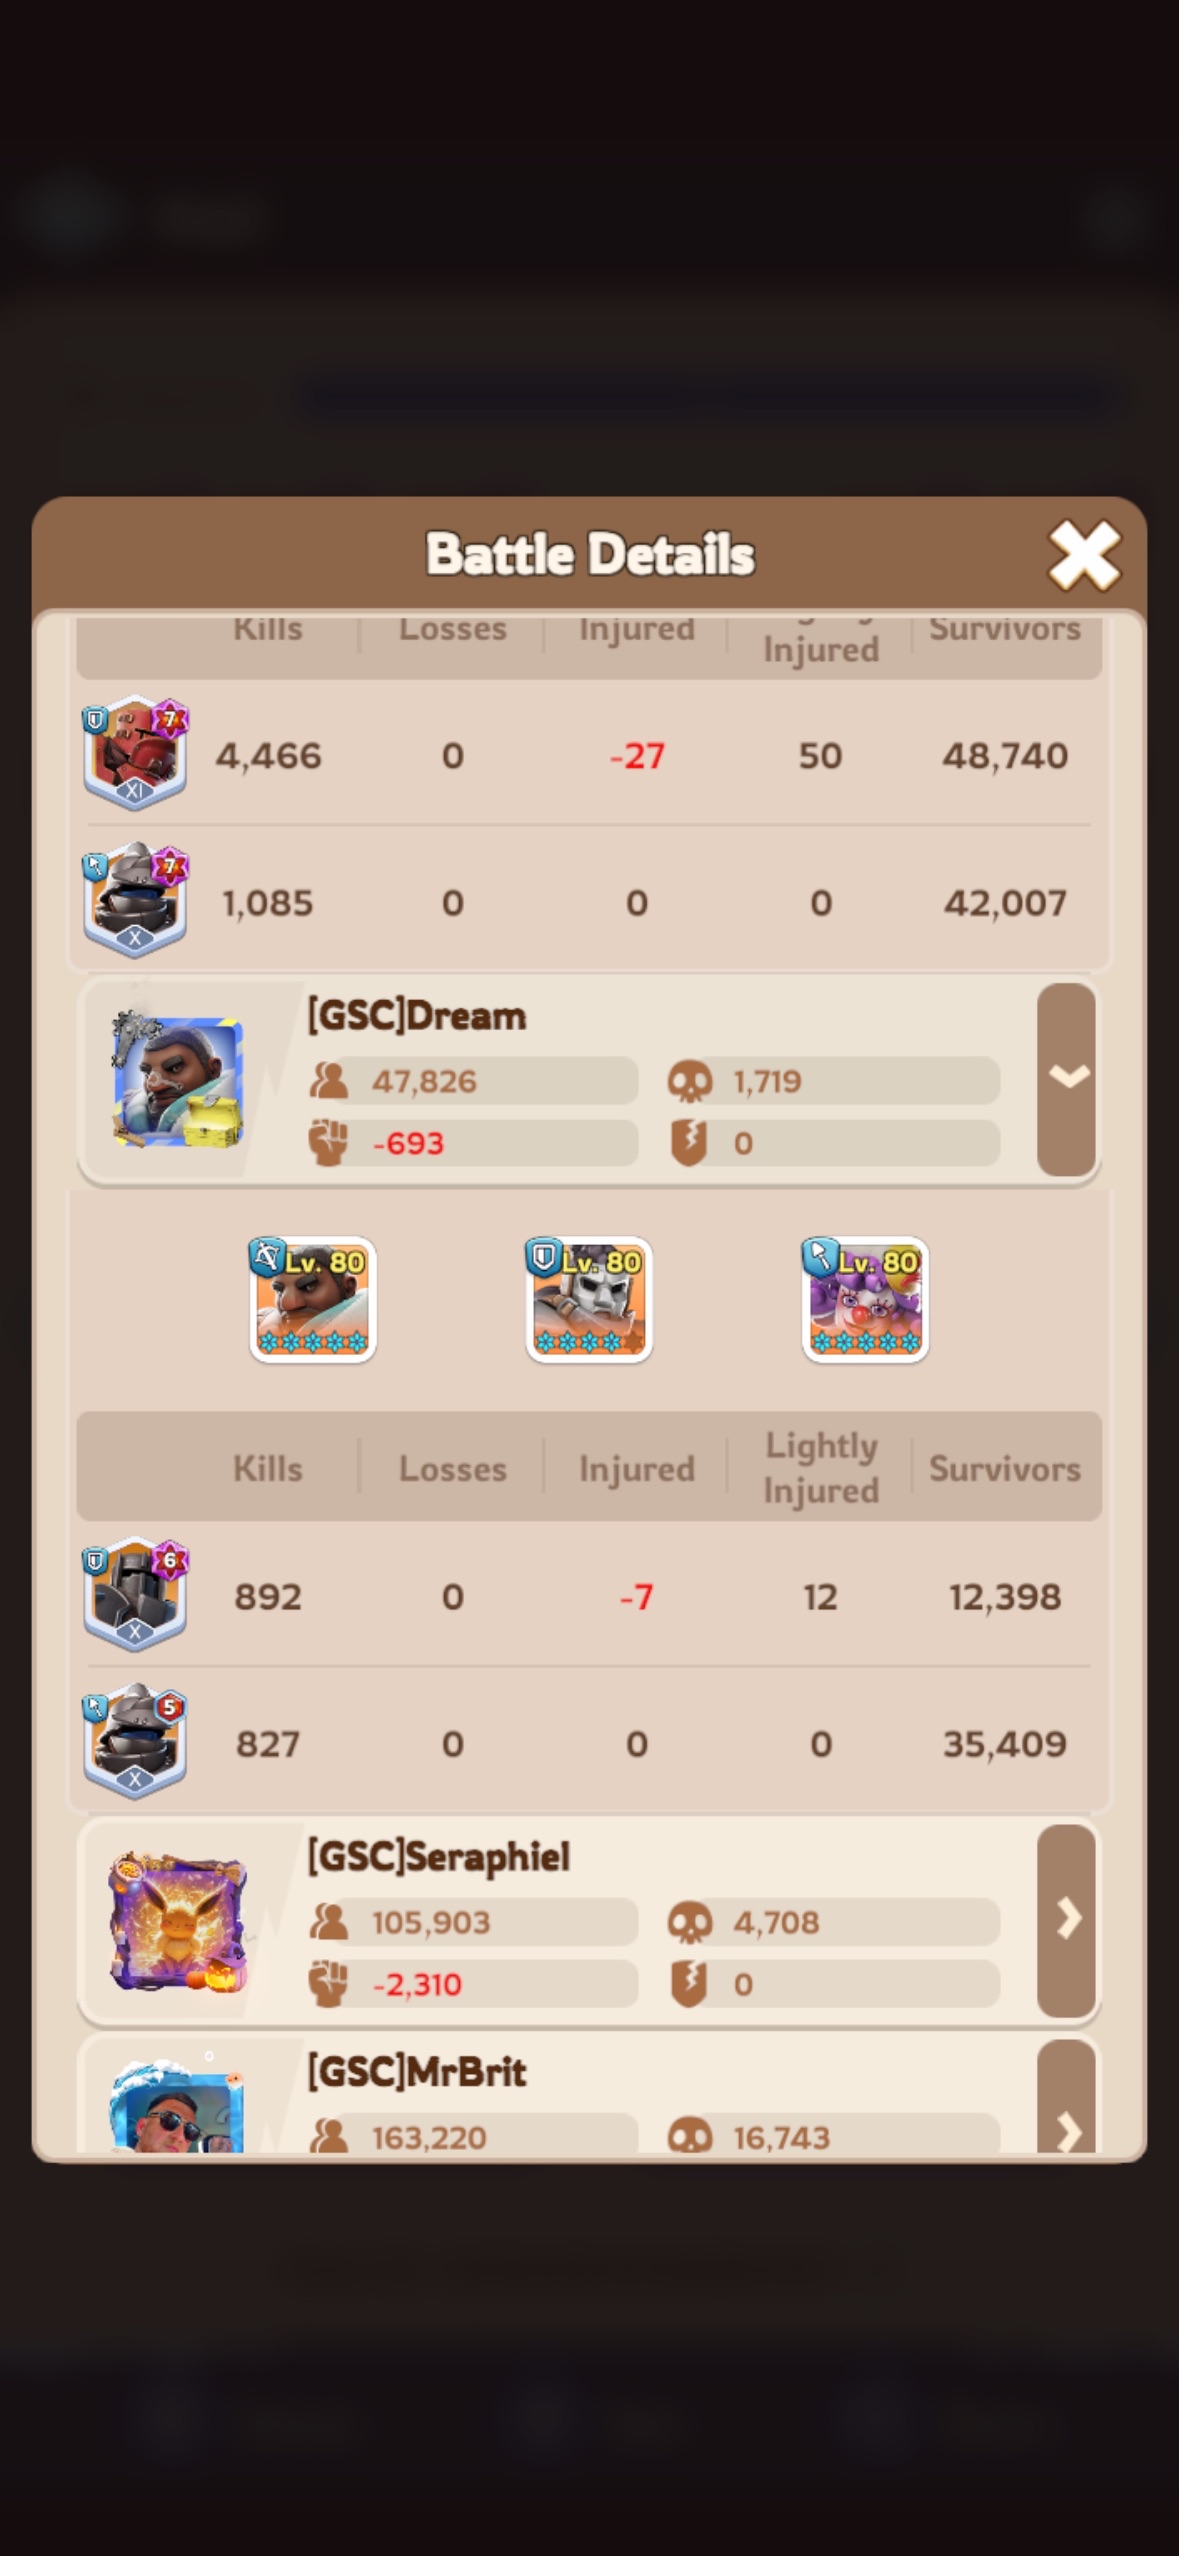 Battle Details
Kills Losses Injured Injured Survivors
7
4,466 0 -27 50 48,740
XI
7
1,085 0 0 0 42,007
X
[GSC]Dream
47,826 1,719
-693 0
Lv. 80 Lv. 80 Lv. 80
Kills Losses Injured Lightly Injured Survivors
6
892 0 -7 12 12,398
X
5
827 0 0 0 35,409
X
[GSC]Seraphiel
105,903 4,708
-2,310 0
[GSC]MrBrit
163,220 16,743